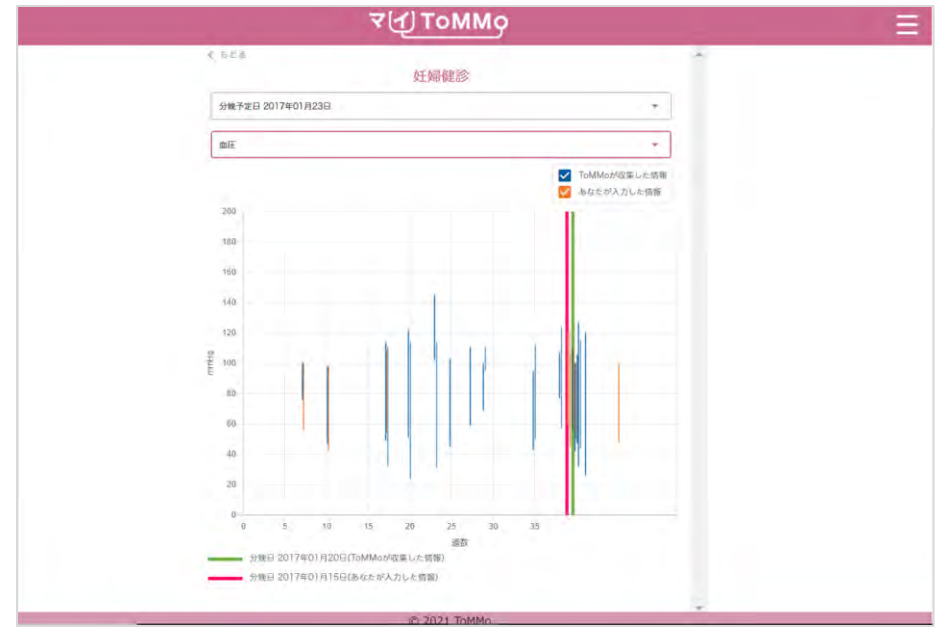 マ(イ)ToMMo
く もどる
妊婦健診
分娩予定日 2017年01月23日
血圧
ToMMoが収集した情報
あなたが入力した情報
200
180
160
140
120
100
80
60
40
20
0
mmHg
0 5 10 15 20 25 30 35
週数
分娩日 2017年01月20日(ToMMoが収集した情報)
分娩日 2017年01月15日(あなたが入力した情報)
© 2021 ToMMo